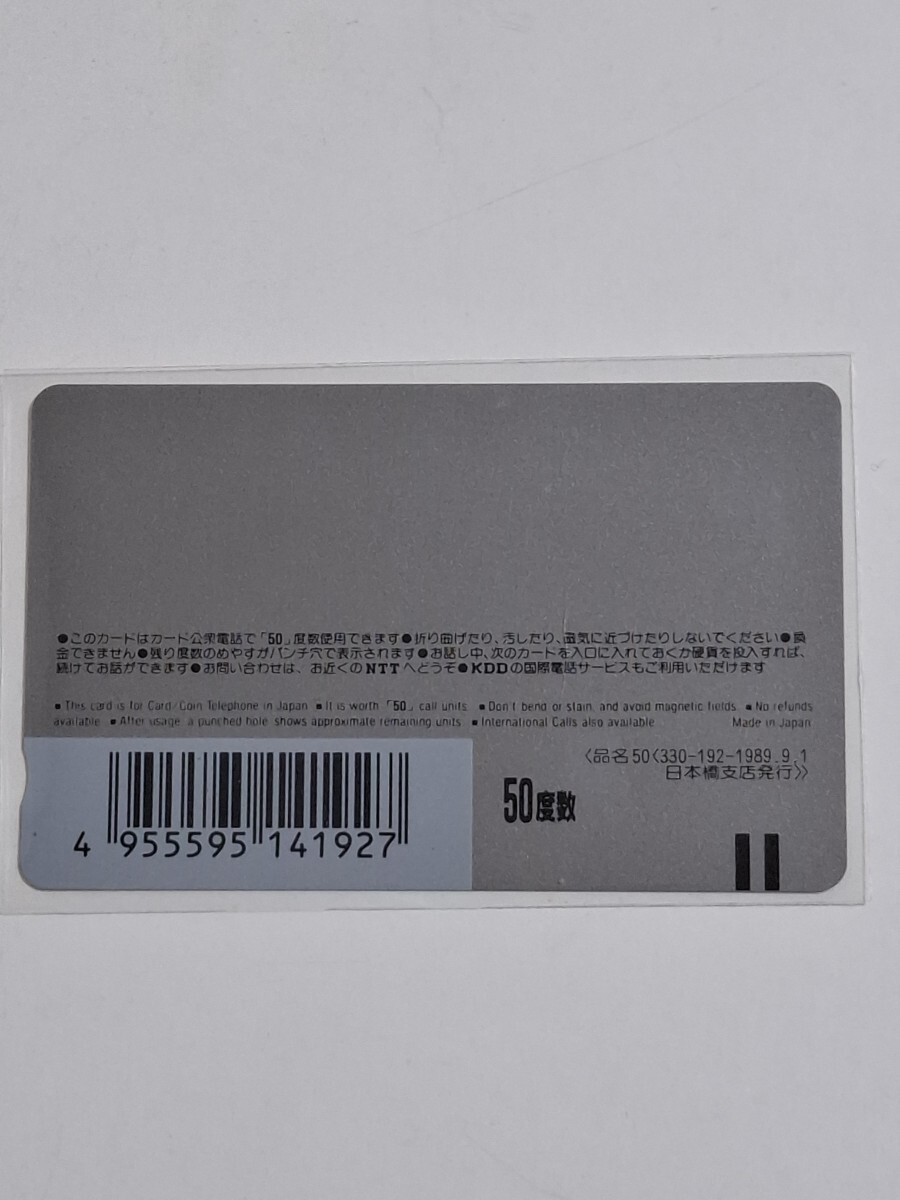 ●このカードはカード公衆電話で「50」度数使用できます●折り曲げたり、汚したり、磁気に近づけたりしないでください●換
金できません●残り度数のめやすがパンチ穴で表示されます●お話し中、次のカードを入口に入れておくか硬貨を投入すれば、
続けてお話ができます●お問い合わせは、お近くのNTTへどうぞ●KDDの国際電話サービスもご利用いただけます
■ This card is for Card/Coin Telephone in Japan ■ It is worth「50」call units ■ Don't bend or stain, and avoid magnetic fields. ■ No refunds
available ■ After usage a punched hole shows approximate remaining units ■ International Calls also available. Made in Japan
〈品名50〈330-192-1989.9.1
日本橋支店発行〉〉
50度数
4 955595 141927